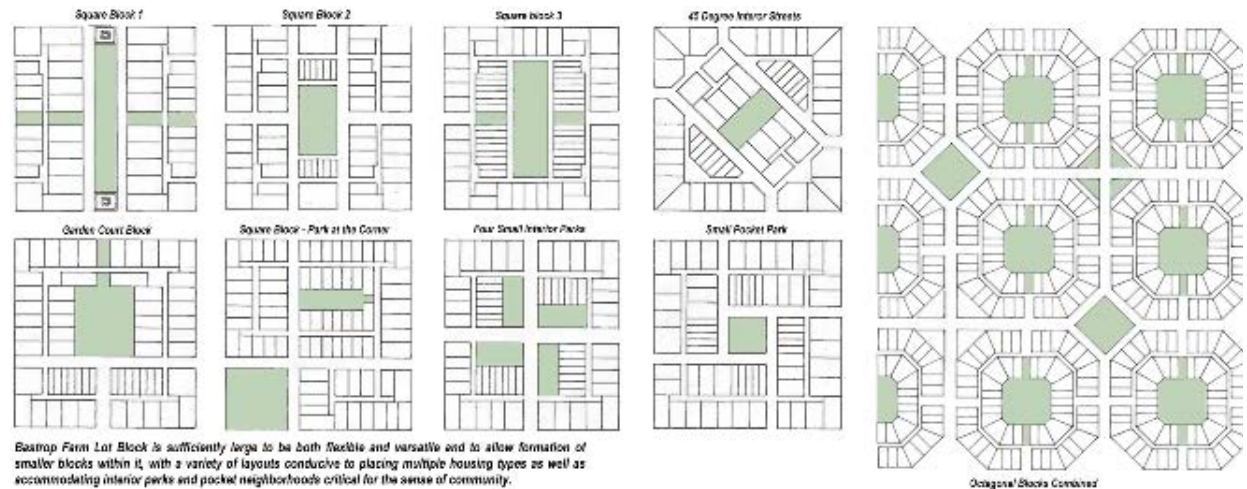 Square Block 1
Square Block 2
Square block 3
45 Degree Interior Streets
Garden Court Block
Square Block - Park at the Corner
Four Small Interior Parks
Small Pocket Park
Bastrop Farm Lot Block is sufficiently large to be both flexible and versatile and to allow formation of
smaller blocks within it, with a variety of layouts conducive to placing multiple housing types as well as
accommodating interior parks and pocket neighborhoods critical for the sense of community.
Octagonal Blocks Combined